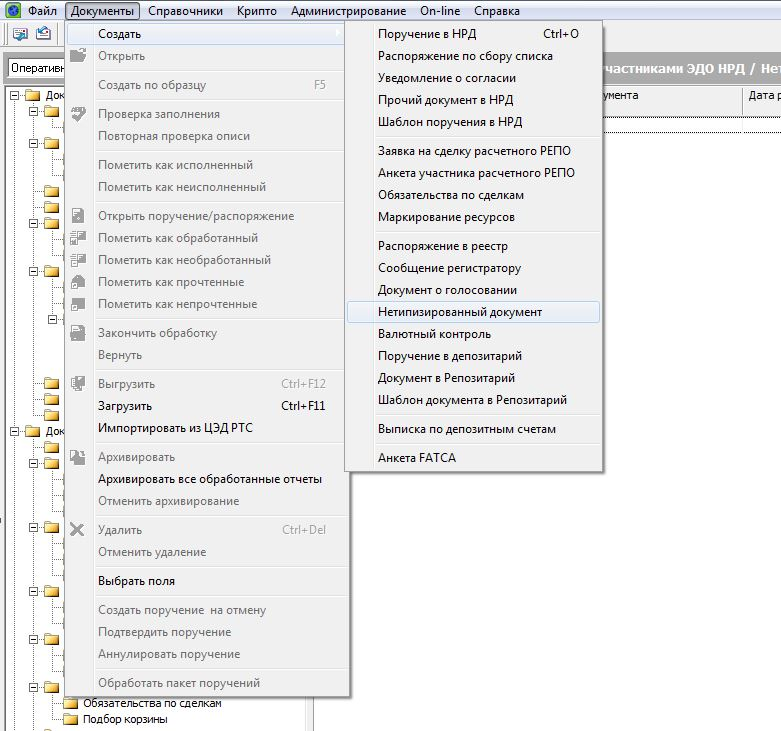 Файл Документы Справочники Крипто Администрирование On-line Справка
Создать
Открыть
Создать по образцу F5
Проверка заполнения
Повторная проверка описи
Пометить как исполненный
Пометить как неисполненный
Открыть поручение/распоряжение
Пометить как обработанный
Пометить как необработанный
Пометить как прочтенные
Пометить как непрочтенные
Закончить обработку
Вернуть
Выгрузить Ctrl+F12
Загрузить Ctrl+F11
Импортировать из ЦЭД РТС
Архивировать
Архивировать все обработанные отчеты
Отменить архивирование
Удалить Ctrl+Del
Отменить удаление
Выбрать поля
Создать поручение на отмену
Подтвердить поручение
Аннулировать поручение
Обработать пакет поручений
Поручение в НРД Ctrl+O
Распоряжение по сбору списка
Уведомление о согласии
Прочий документ в НРД
Шаблон поручения в НРД
Заявка на сделку расчетного РЕПО
Анкета участника расчетного РЕПО
Обязательства по сделкам
Маркирование ресурсов
Распоряжение в реестр
Сообщение регистратору
Документ о голосовании
Нетипизированный документ
Валютный контроль
Поручение в депозитарий
Документ в Репозитарий
Шаблон документа в Репозитарий
Выписка по депозитным счетам
Анкета FATCA
Оперативн
частниками ЭДО НРД / Нет
мента Дата р
Док
Док
Обязательства по сделкам
Подбор корзины